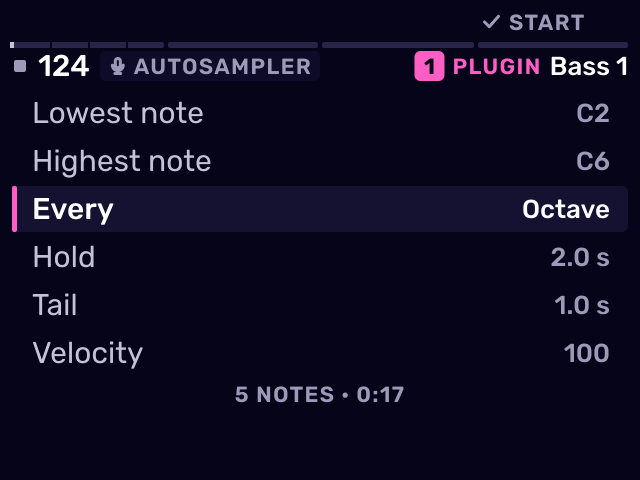 START
124 AUTOSAMPLER 1 PLUGIN Bass 1
Lowest note C2
Highest note C6
Every Octave
Hold 2.0 s
Tail 1.0 s
Velocity 100
5 NOTES • 0:17